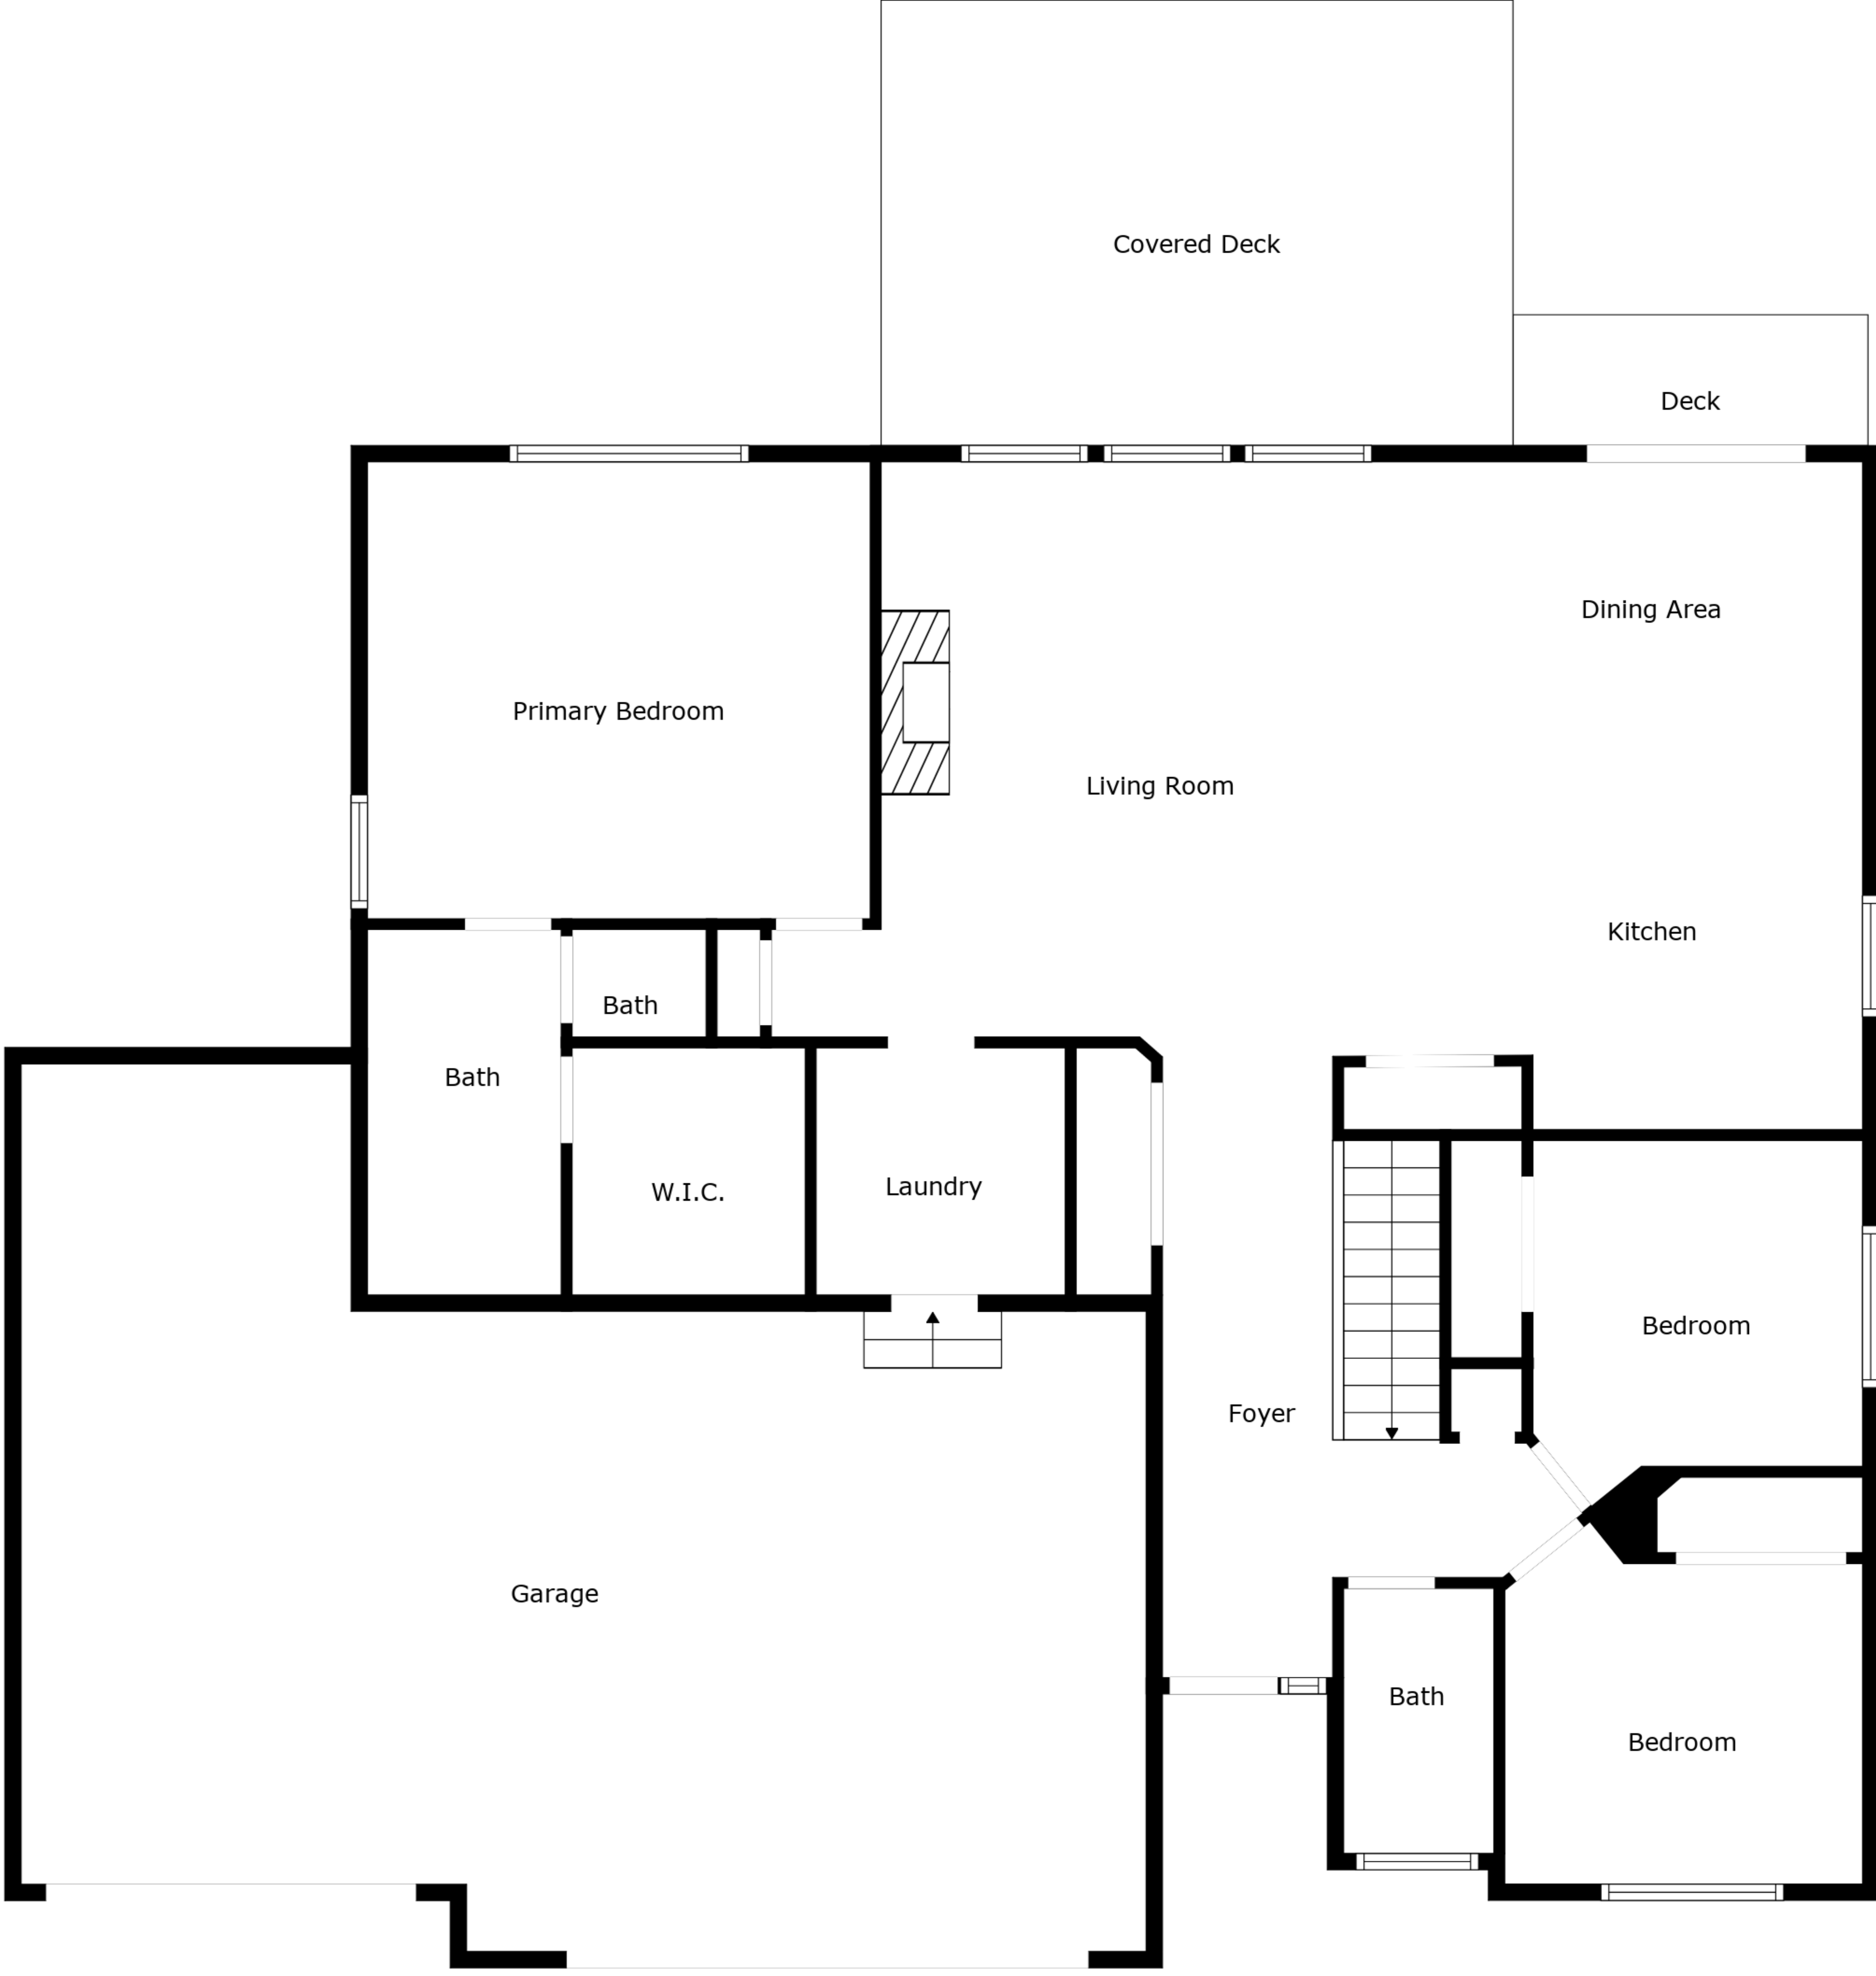 Covered Deck
Deck
Dining Area
Primary Bedroom
Living Room
Kitchen
Bath
Bath
Laundry
W.I.C.
Bedroom
Foyer
Garage
Bath
Bedroom